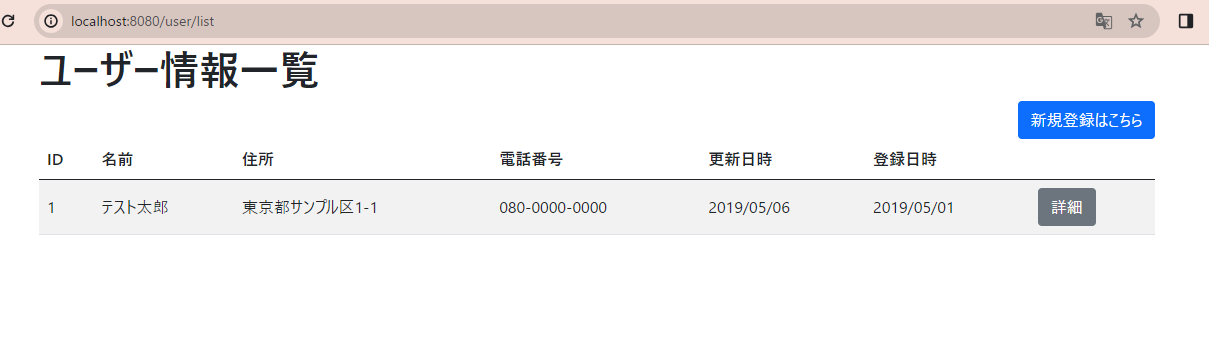 localhost:8080/user/list
ユーザー情報一覧
新規登録はこちら
ID 名前 住所 電話番号 更新日時 登録日時
1 テスト太郎 東京都サンプル区1-1 080-0000-0000 2019/05/06 2019/05/01 詳細